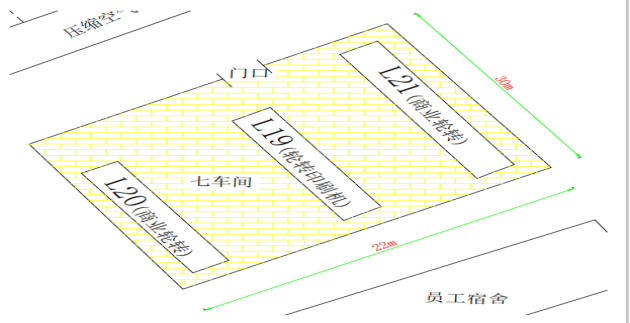 压缩空气
门口
30m
L21(商业轮转)
L19(轮转印刷机)
七车间
L20(商业轮转)
22m
员工宿舍